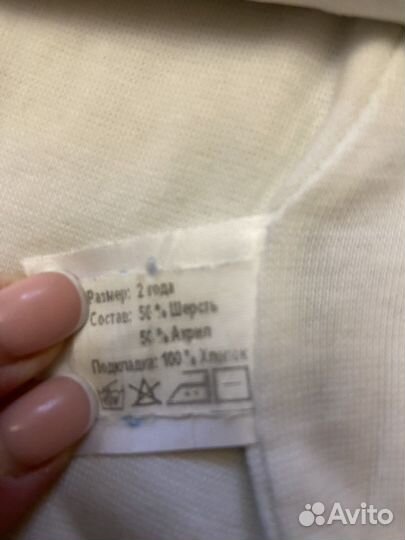 Размер: 2 года
Состав: 50 % Шерсть
50 % Акрил
Подкладка: 100 % Хлопок
Avito